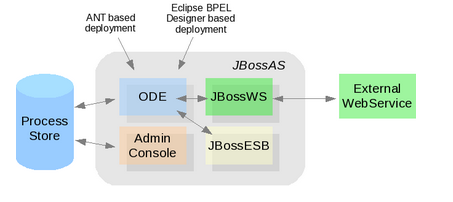 ANT based
deployment
Eclipse BPEL
Designer based
deployment
JBossAS
ODE
JBossWS
External
WebService
Process
Store
Admin
Console
JBossESB